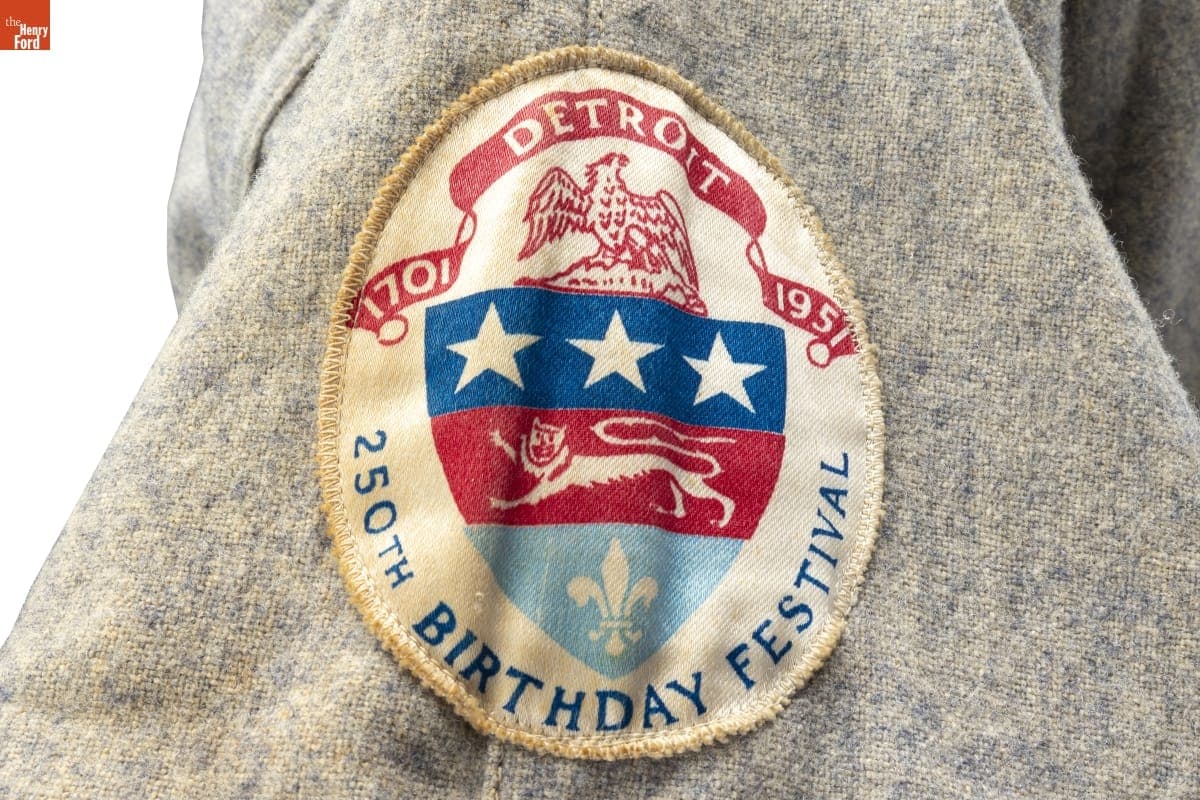 the
Henry
Ford
DETROIT
1701
1951
250TH BIRTHDAY FESTIVAL